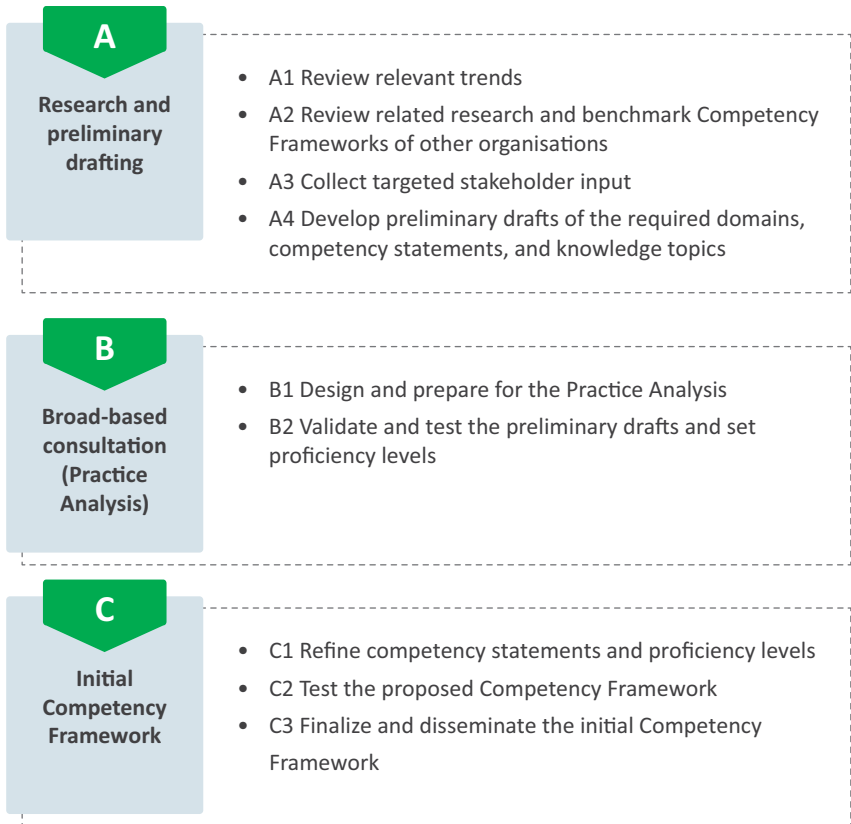 A
Research and
preliminary
drafting
• A1 Review relevant trends
• A2 Review related research and benchmark Competency
Frameworks of other organisations
• A3 Collect targeted stakeholder input
• A4 Develop preliminary drafts of the required domains,
competency statements, and knowledge topics
B
Broad-based
consultation
(Practice
Analysis)
• B1 Design and prepare for the Practice Analysis
• B2 Validate and test the preliminary drafts and set
proficiency levels
C
Initial
Competency
Framework
• C1 Refine competency statements and proficiency levels
• C2 Test the proposed Competency Framework
• C3 Finalize and disseminate the initial Competency
Framework